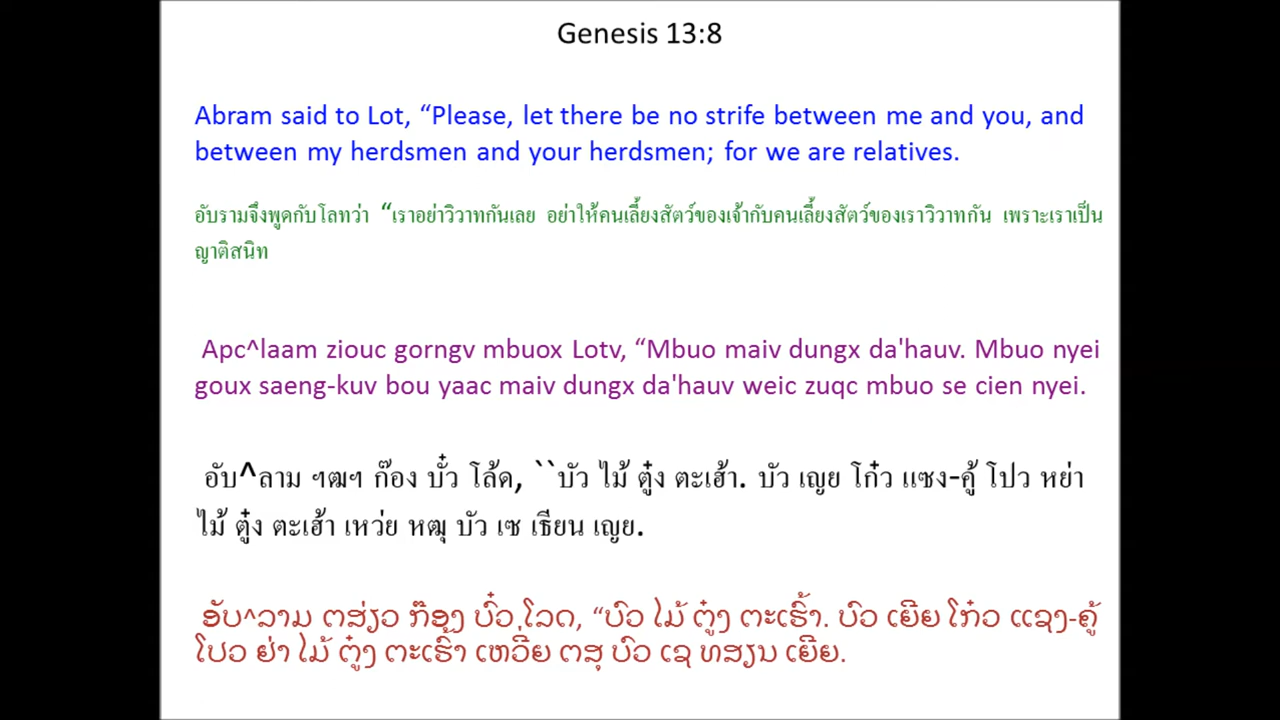 Genesis 13:8
Abram said to Lot, “Please, let there be no strife between me and you, and
between my herdsmen and your herdsmen; for we are relatives.
อับรามจึงพูดกับโลทว่า “เราอย่าวิวาทกันเลย อย่าให้คนเลี้ยงสัตว์ของเจ้ากับคนเลี้ยงสัตว์ของเราวิวาทกัน เพราะเราเป็น
ญาติสนิท
Apc^laam ziouc gorngv mbuox Lotv, “Mbuo maiv dungx da'hauv. Mbuo nyei
goux saeng-kuv bou yaac maiv dungx da'hauv weic zuqc mbuo se cien nyei.
อับ^ลาม ฯฒฯ ก๊อง บั๋ว โล้ด, ``บัว ไม้ ตู๋ง ตะเฮ้า. บัว เญย โก๋ว แซง-คู้ โปว หย่า
ไม้ ตู๋ง ตะเฮ้า เหว่ย หฒุ บัว เซ เธียน เญย.
ອັບ^ລາມ ຕສ່ຽວ ກ໊ອງ ບົ໋ວ ໂລດ, “ບົວ ໄມ້ ຕູ໋ງ ຕະເຮົ້າ. ບົວ ເຍີຍ ໂກ໋ວ ແຊງ-ຄູ້
ໂປວ ຢ່າ ໄມ້ ຕູ໋ງ ຕະເຮົ້າ ເຫວີ່ຍ ຕສຸ ບົວ ເຊ ທສຽນ ເຍີຍ.